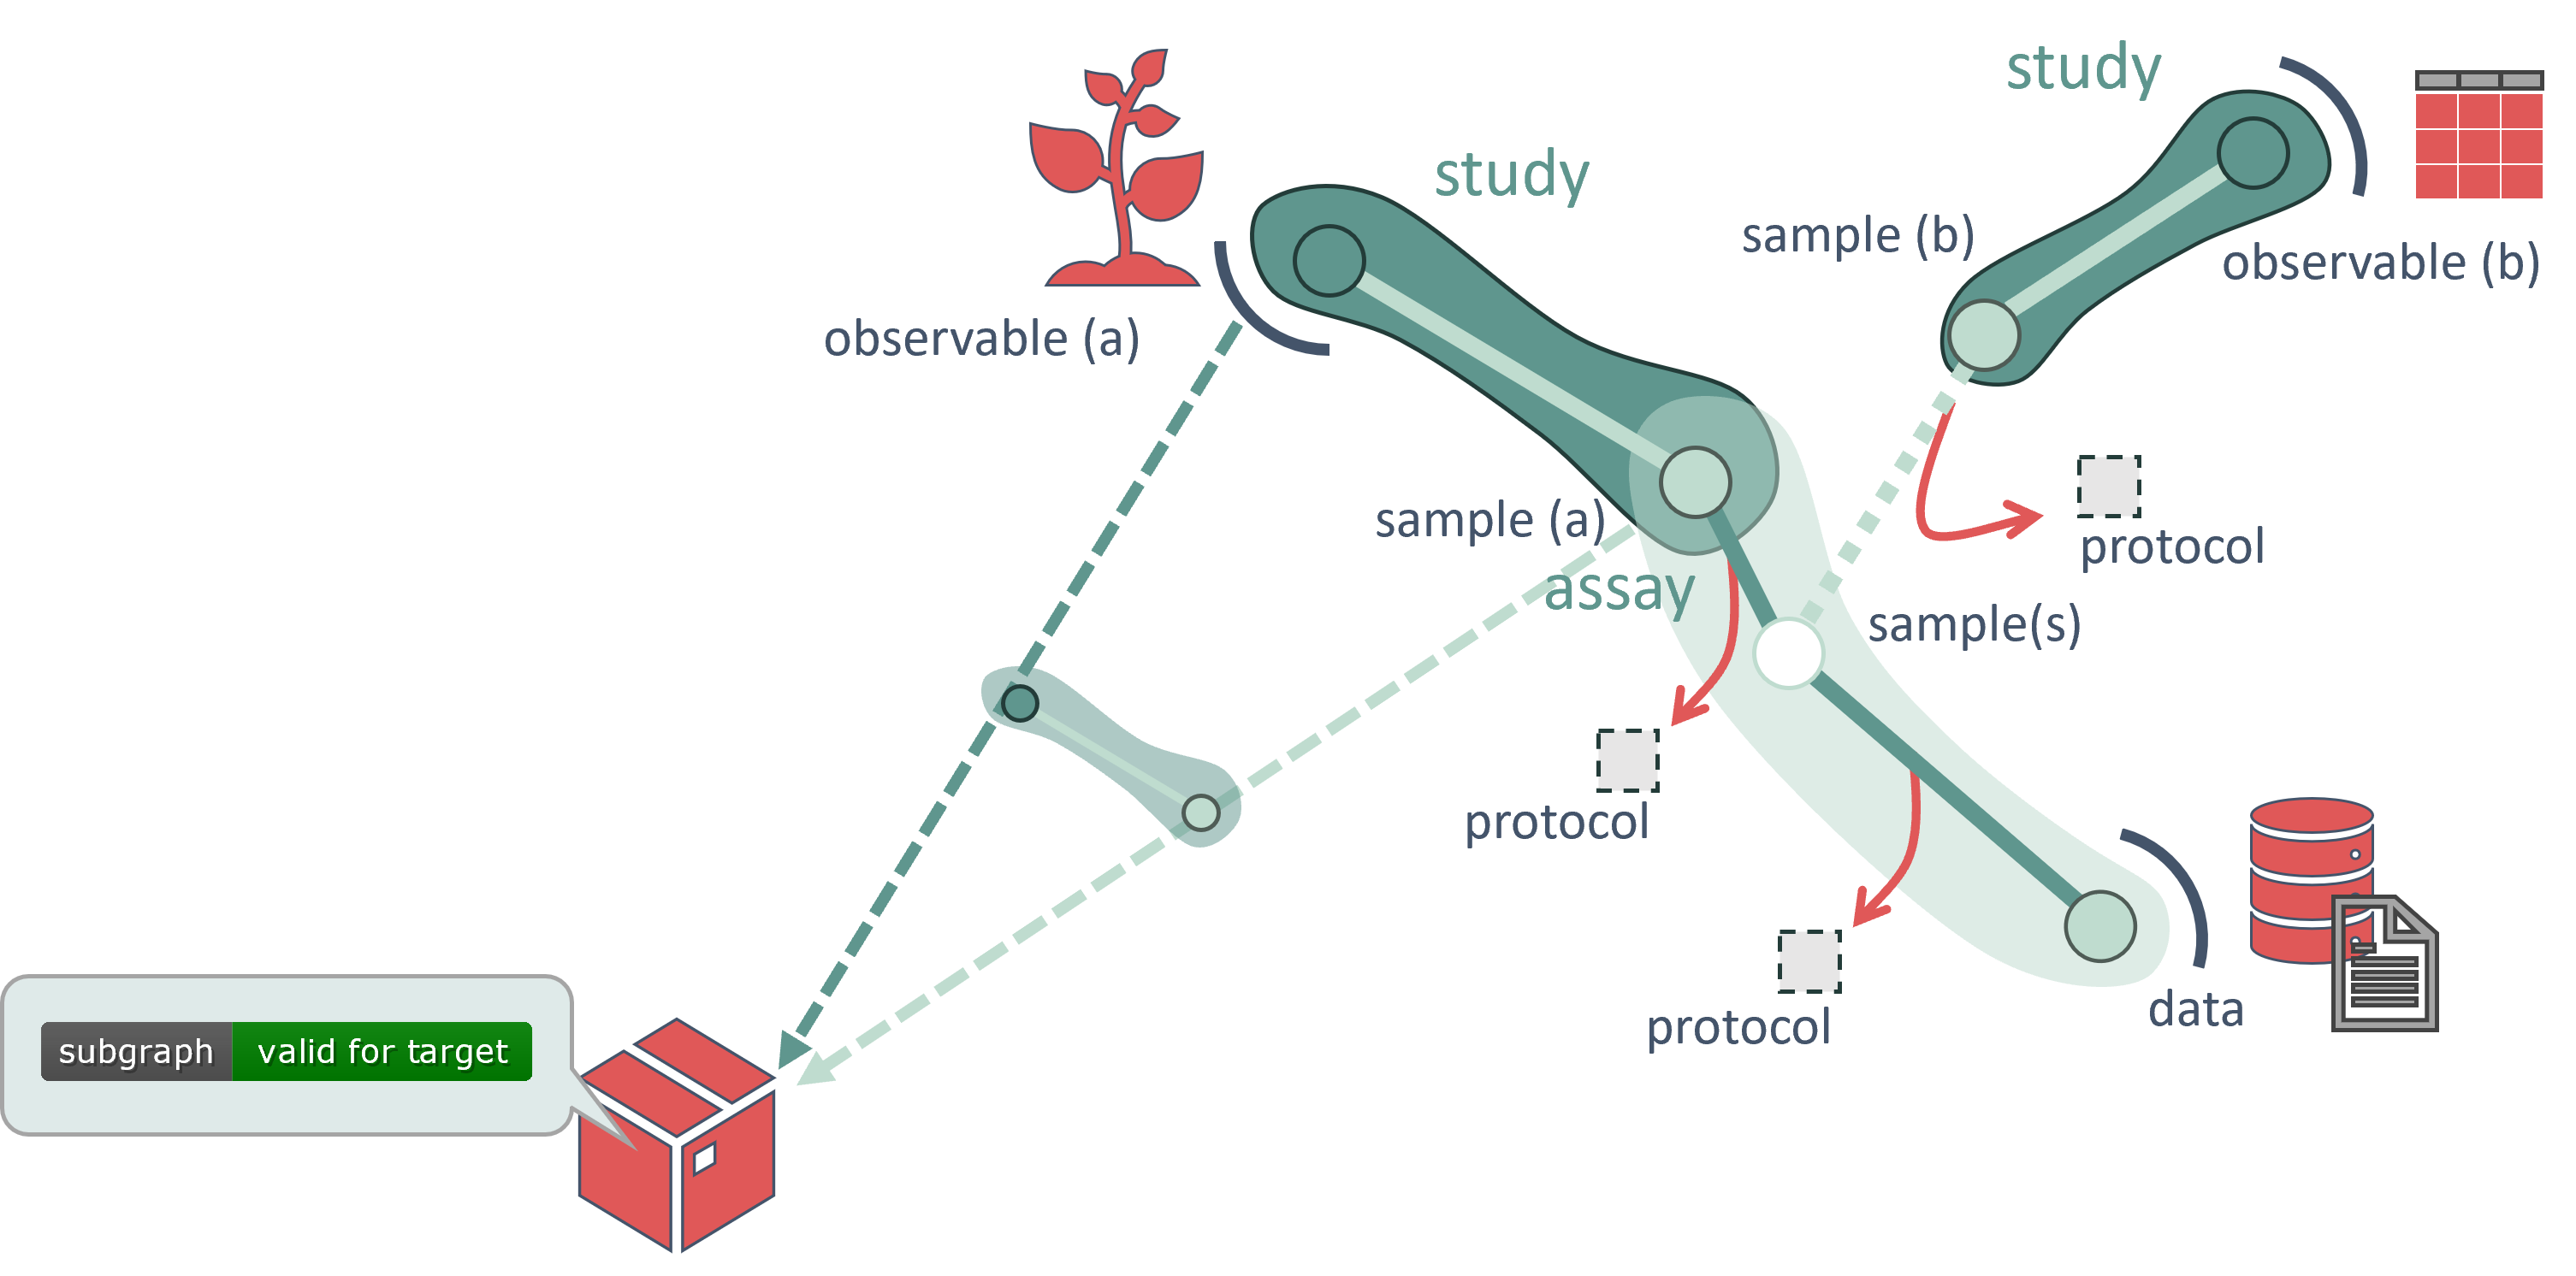 study
study
sample (b)
observable (b)
observable (a)
sample (a)
protocol
assay
sample(s)
protocol
data
protocol
subgraph valid for target